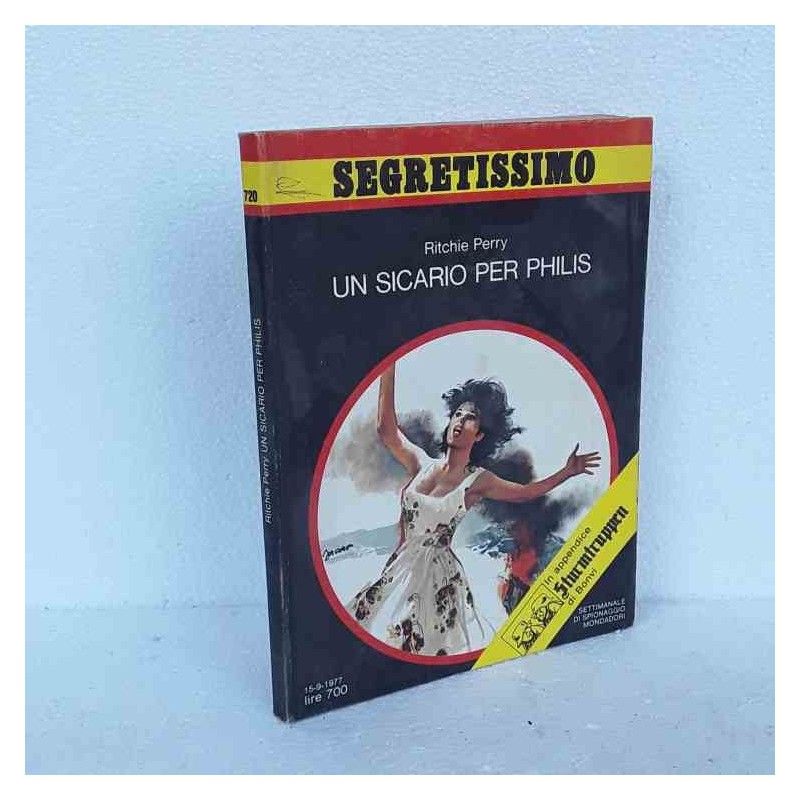 720
SEGRETISSIMO
Ritchie Perry
UN SICARIO PER PHILIS
Ritchie Perry UN SICARIO PER PHILIS
in appendice
Sturmtruppen
di Bonvi
SETTIMANALE
DI SPIONAGGIO
MONDADORI
15-9-1977
lire 700